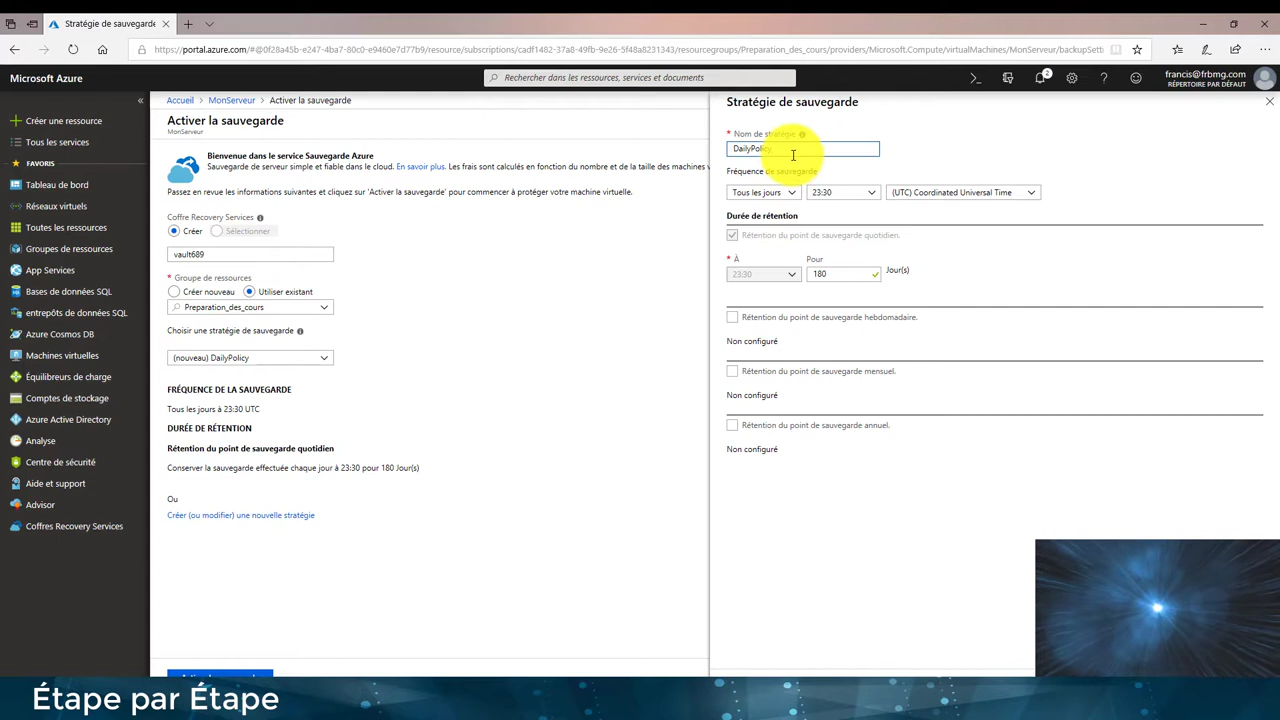 Stratégie de sauvegarde
https://portal.azure.com/#@0f28a45b-e247-4ba7-80c0-e9460e7d77b9/resource/subscriptions/cadf1482-37a8-49fb-9e26-5f48a8231343/resourcegroups/Preparation_des_cours/providers/Microsoft.Compute/virtualMachines/MonServeur/backupSett
Microsoft Azure
Rechercher dans les ressources, services et documents
2
francis@frbmg.com
RÉPERTOIRE PAR DÉFAUT
Créer une ressource
Tous les services
FAVORIS
Tableau de bord
Réseaux virtuels
Toutes les ressources
Groupes de ressources
App Services
Bases de données SQL
entrepôts de données SQL
Azure Cosmos DB
Machines virtuelles
Équilibreurs de charge
Comptes de stockage
Azure Active Directory
Analyse
Centre de sécurité
Aide et support
Advisor
Coffres Recovery Services
Accueil > MonServeur > Activer la sauvegarde
Activer la sauvegarde
MonServeur
Bienvenue dans le service Sauvegarde Azure
Sauvegarde de serveur simple et fiable dans le cloud. En savoir plus. Les frais sont calculés en fonction du nombre et de la taille des machines v
Passez en revue les informations suivantes et cliquez sur 'Activer la sauvegarde' pour commencer à protéger votre machine virtuelle.
Coffre Recovery Services
Créer Sélectionner
vault689
* Groupe de ressources
Créer nouveau Utiliser existant
Preparation_des_cours
Choisir une stratégie de sauvegarde
(nouveau) DailyPolicy
FRÉQUENCE DE LA SAUVEGARDE
Tous les jours à 23:30 UTC
DURÉE DE RÉTENTION
Rétention du point de sauvegarde quotidien
Conserver la sauvegarde effectuée chaque jour à 23:30 pour 180 Jour(s)
Ou
Créer (ou modifier) une nouvelle stratégie
Stratégie de sauvegarde
* Nom de stratégie
DailyPolicy
Fréquence de sauvegarde
Tous les jours 23:30 (UTC) Coordinated Universal Time
Durée de rétention
Rétention du point de sauvegarde quotidien.
* À Pour
23:30 180 Jour(s)
Rétention du point de sauvegarde hebdomadaire.
Non configuré
Rétention du point de sauvegarde mensuel.
Non configuré
Rétention du point de sauvegarde annuel.
Non configuré
Étape par Étape